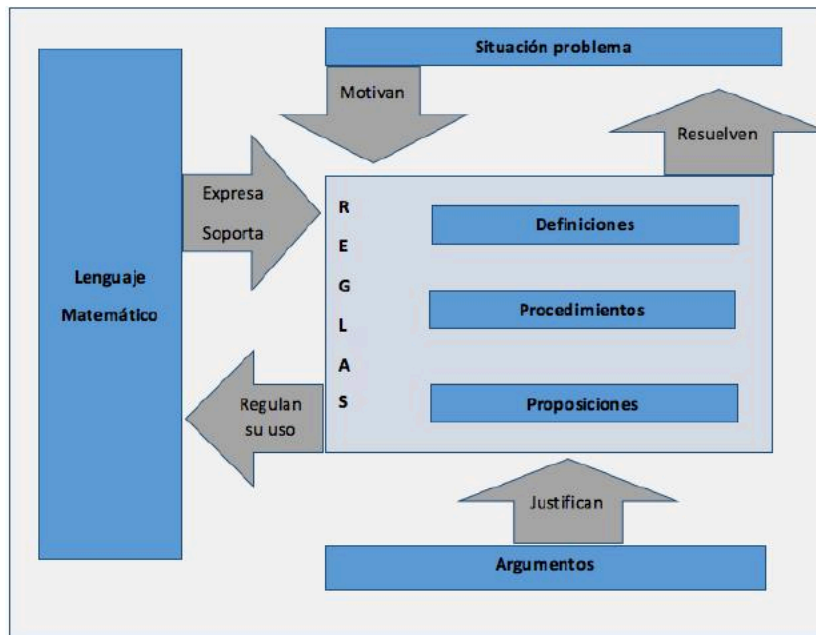 Situación problema
Motivan
Resuelven
Expresa
Soporta
Lenguaje
Matemático
R
E
G
L
A
S
Definiciones
Procedimientos
Proposiciones
Regulan
su uso
Justifican
Argumentos